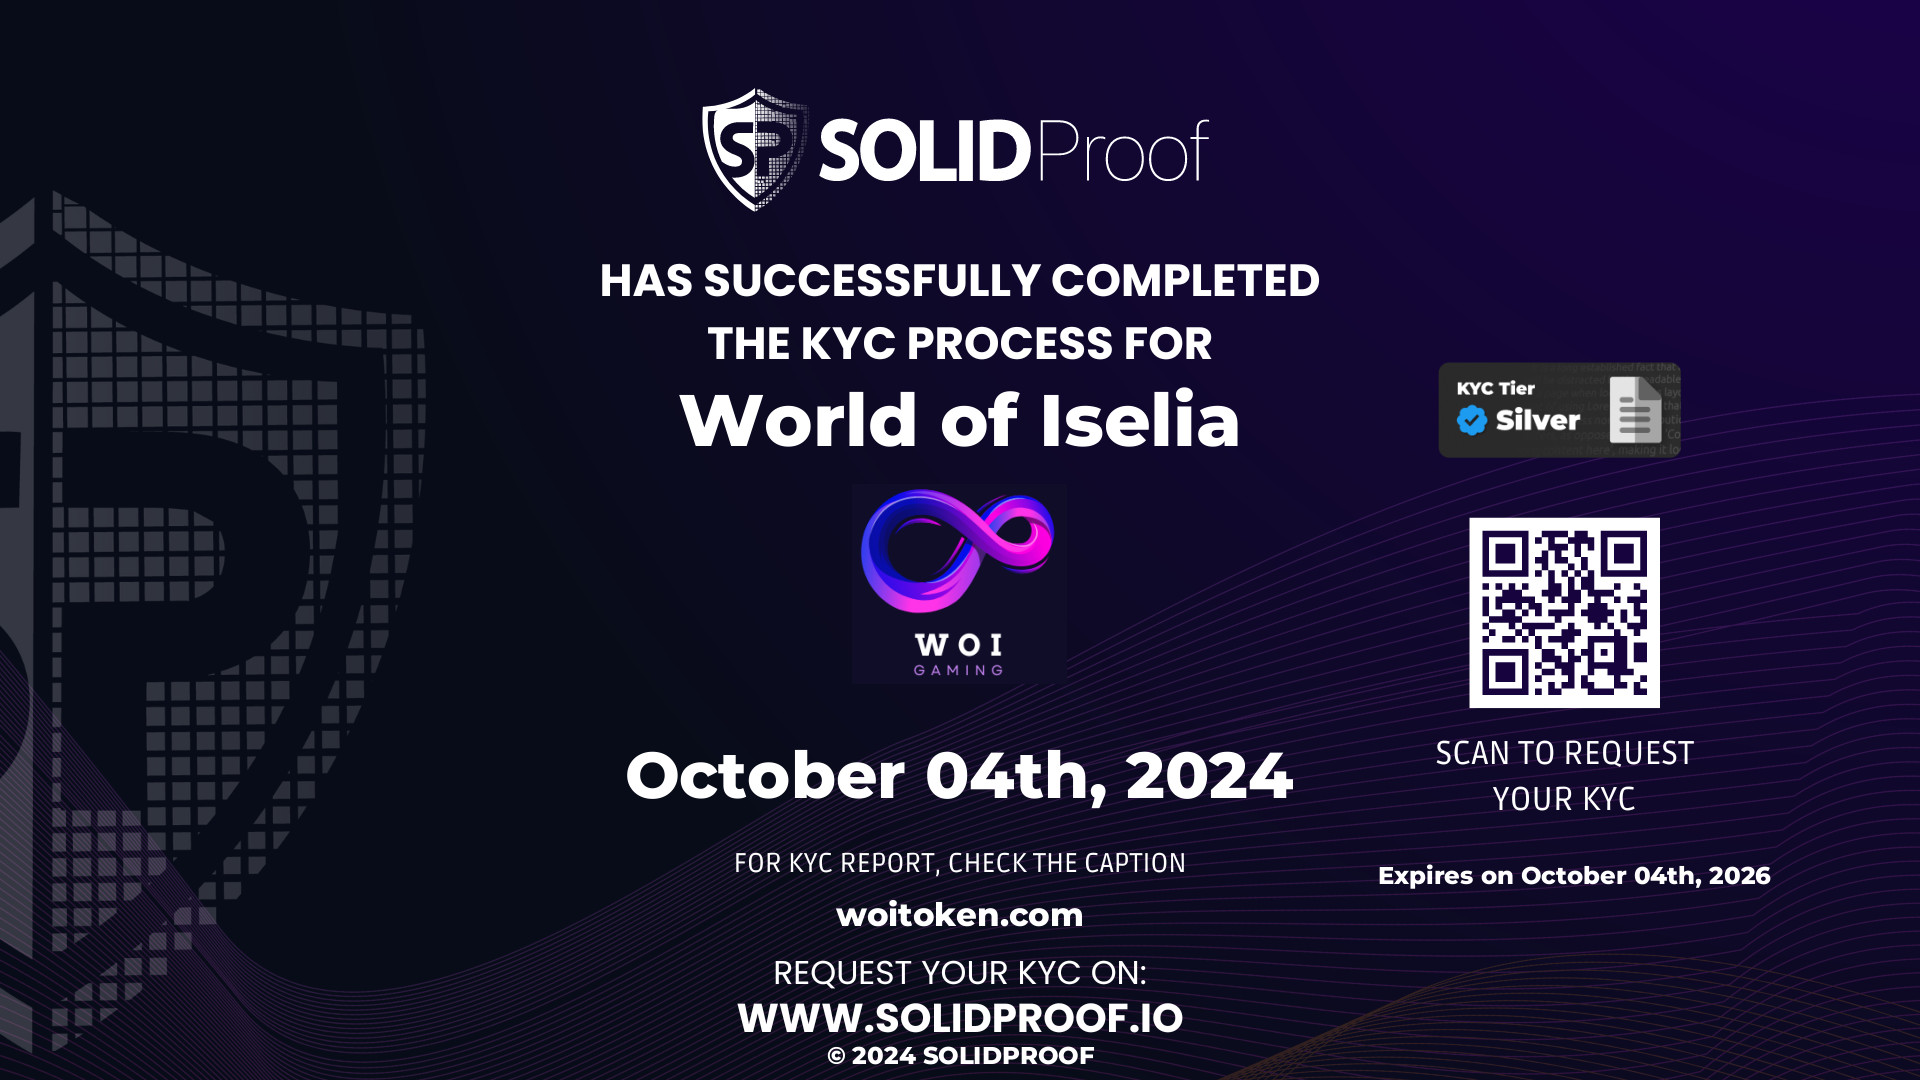 SP SOLIDProof
HAS SUCCESSFULLY COMPLETED
THE KYC PROCESS FOR
World of Iselia
WOI
GAMING
October 04th, 2024
FOR KYC REPORT, CHECK THE CAPTION
woitoken.com
REQUEST YOUR KYC ON:
WWW.SOLIDPROOF.IO
© 2024 SOLIDPROOF
KYC Tier
Silver
SCAN TO REQUEST
YOUR KYC
Expires on October 04th, 2026